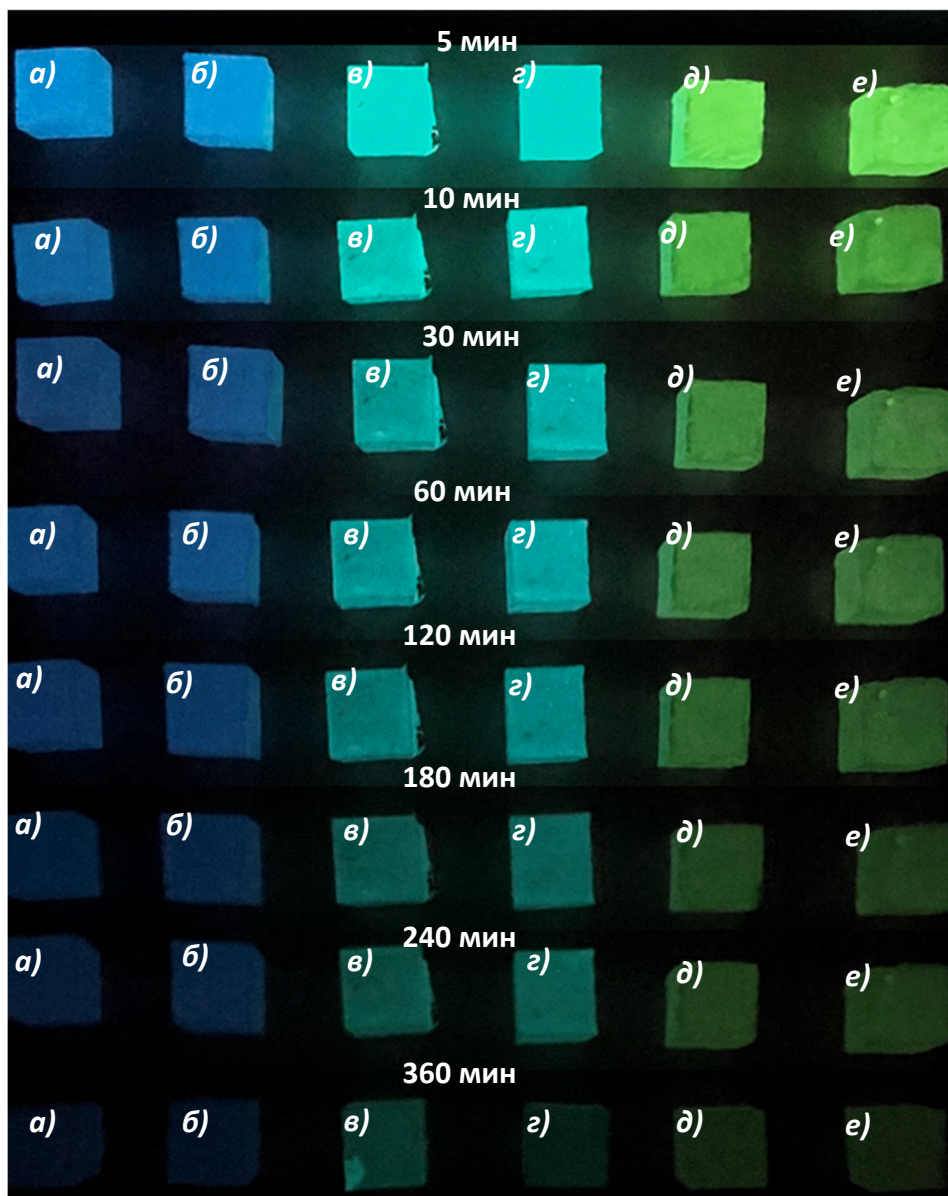 5 мин
а) б) в) г) д) е)
10 мин
а) б) в) г) д) е)
30 мин
а) б) в) г) д) е)
60 мин
а) б) в) г) д) е)
120 мин
а) б) в) г) д) е)
180 мин
а) б) в) г) д) е)
240 мин
а) б) в) г) д) е)
360 мин
а) б) в) г) д) е)